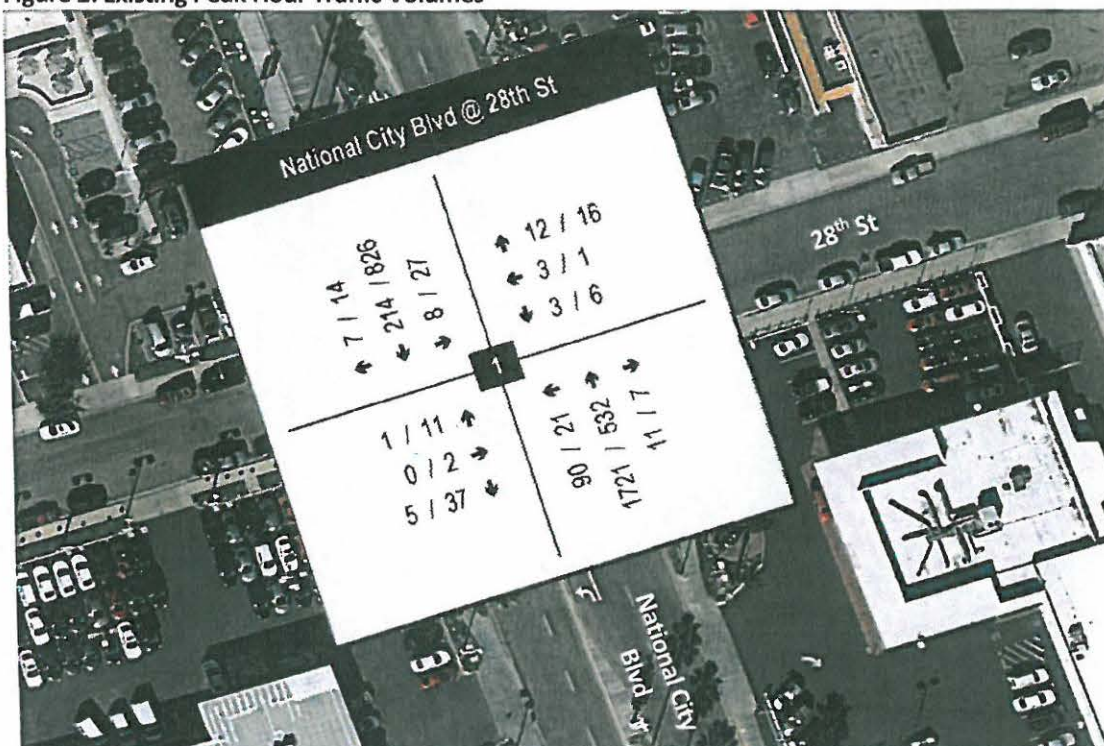 Figure 2: Existing Peak Hour Traffic Volumes
National City Blvd @ 28th St
7 / 14
214 / 826
8 / 27
12 / 16
3 / 1
3 / 6
28th St
1
1 / 11
0 / 2
5 / 37
90 / 21
1721 / 532
11 / 7
National City
Blvd